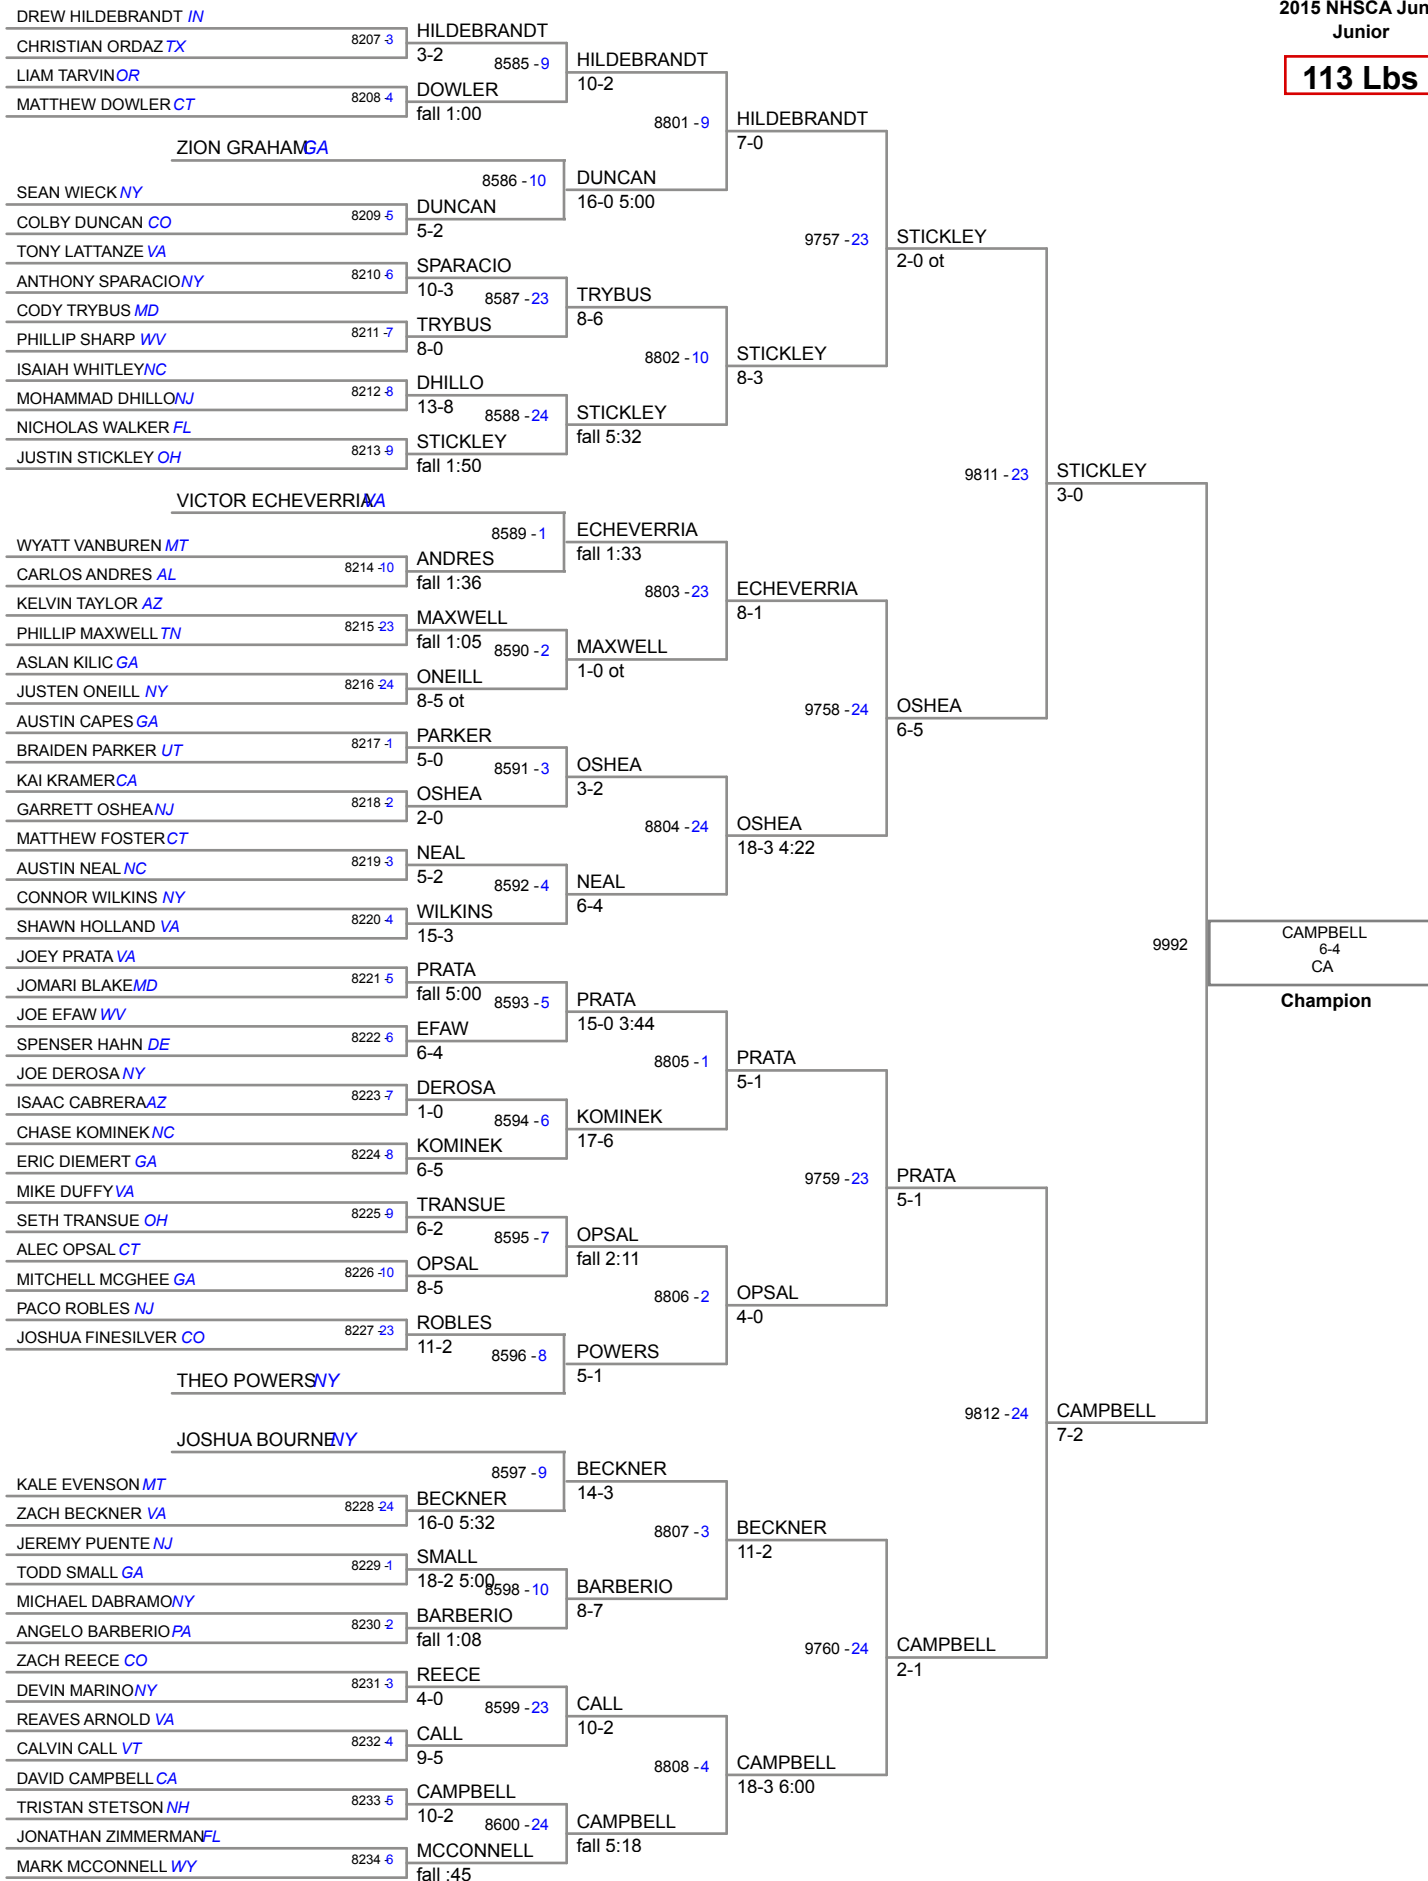 2015 NHSCA Jun
Junior
113 Lbs
DREW HILDEBRANDT IN
8207 -3 HILDEBRANDT
CHRISTIAN ORDAZ TX
3-2
8585 - 9 HILDEBRANDT
LIAM TARVIN OR
10-2
8208 -4 DOWLER
MATTHEW DOWLER CT
fall 1:00
8801 - 9 HILDEBRANDT
7-0
ZION GRAHAM GA
8586 - 10 DUNCAN
SEAN WIECK NY
16-0 5:00
8209 -5 DUNCAN
COLBY DUNCAN CO
5-2
9757 - 23 STICKLEY
2-0 ot
TONY LATTANZE VA
8210 -6 SPARACIO
ANTHONY SPARACIO NY
10-3
8587 - 23 TRYBUS
CODY TRYBUS MD
8-6
8211 -7 TRYBUS
PHILLIP SHARP WV
8-0
8802 - 10 STICKLEY
8-3
ISAIAH WHITLEY NC
8212 -8 DHILLO
MOHAMMAD DHILLO NJ
13-8
8588 - 24 STICKLEY
NICHOLAS WALKER FL
fall 5:32
8213 -9 STICKLEY
JUSTIN STICKLEY OH
fall 1:50
9811 - 23 STICKLEY
3-0
VICTOR ECHEVERRIA VA
8589 - 1 ECHEVERRIA
WYATT VANBUREN MT
fall 1:33
8214 -10 ANDRES
CARLOS ANDRES AL
fall 1:36
8803 - 23 ECHEVERRIA
8-1
KELVIN TAYLOR AZ
8215 -23 MAXWELL
PHILLIP MAXWELL TN
fall 1:05
8590 - 2 MAXWELL
ASLAN KILIC GA
1-0 ot
8216 -24 ONEILL
JUSTEN ONEILL NY
8-5 ot
9758 - 24 OSHEA
6-5
AUSTIN CAPES GA
8217 -1 PARKER
BRAIDEN PARKER UT
5-0
8591 - 3 OSHEA
KAI KRAMER CA
3-2
8218 -2 OSHEA
GARRETT OSHEA NJ
2-0
8804 - 24 OSHEA
18-3 4:22
MATTHEW FOSTER CT
8219 -3 NEAL
AUSTIN NEAL NC
5-2
8592 - 4 NEAL
CONNOR WILKINS NY
6-4
8220 -4 WILKINS
SHAWN HOLLAND VA
15-3
9992 CAMPBELL
6-4
CA
Champion
JOEY PRATA VA
8221 -5 PRATA
JOMARI BLAKE MD
fall 5:00
8593 - 5 PRATA
JOE EFAW WV
15-0 3:44
8222 -6 EFAW
SPENSER HAHN DE
6-4
8805 - 1 PRATA
5-1
JOE DEROSA NY
8223 -7 DEROSA
ISAAC CABRERA AZ
1-0
8594 - 6 KOMINEK
CHASE KOMINEK NC
17-6
8224 -8 KOMINEK
ERIC DIEMERT GA
6-5
9759 - 23 PRATA
5-1
MIKE DUFFY VA
8225 -9 TRANSUE
SETH TRANSUE OH
6-2
8595 - 7 OPSAL
ALEC OPSAL CT
fall 2:11
8226 -10 OPSAL
MITCHELL MCGHEE GA
8-5
8806 - 2 OPSAL
4-0
PACO ROBLES NJ
8227 -23 ROBLES
JOSHUA FINESILVER CO
11-2
8596 - 8 POWERS
5-1
THEO POWERS NY
9812 - 24 CAMPBELL
7-2
JOSHUA BOURNE NY
8597 - 9 BECKNER
KALE EVENSON MT
14-3
8228 -24 BECKNER
ZACH BECKNER VA
16-0 5:32
8807 - 3 BECKNER
11-2
JEREMY PUENTE NJ
8229 -1 SMALL
TODD SMALL GA
18-2 5:00
8598 - 10 BARBERIO
MICHAEL DABRAMO NY
8-7
8230 -2 BARBERIO
ANGELO BARBERIO PA
fall 1:08
9760 - 24 CAMPBELL
2-1
ZACH REECE CO
8231 -3 REECE
DEVIN MARINO NY
4-0
8599 - 23 CALL
REAVES ARNOLD VA
10-2
8232 -4 CALL
CALVIN CALL VT
9-5
8808 - 4 CAMPBELL
18-3 6:00
DAVID CAMPBELL CA
8233 -5 CAMPBELL
TRISTAN STETSON NH
10-2
8600 - 24 CAMPBELL
JONATHAN ZIMMERMAN FL
fall 5:18
8234 -6 MCCONNELL
MARK MCCONNELL WY
fall :45